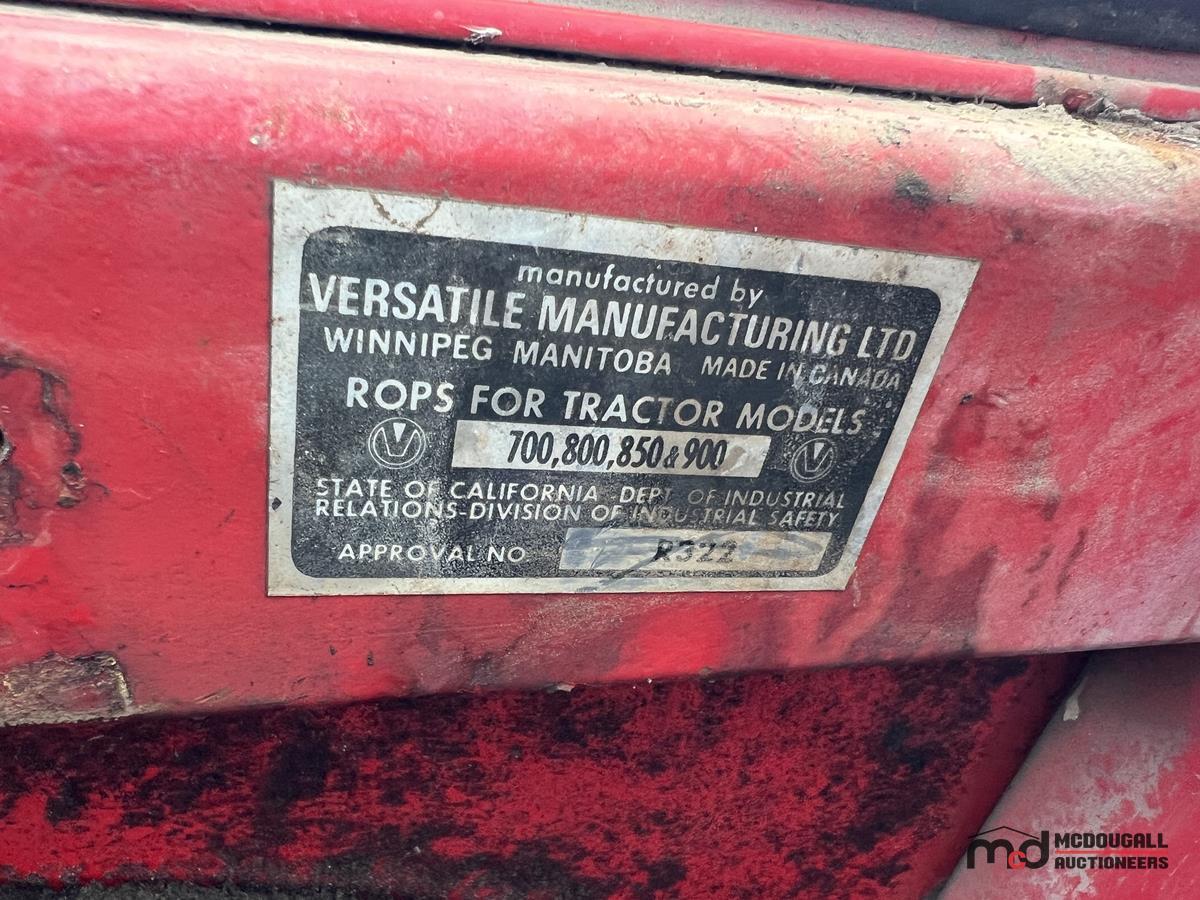 manufactured by
VERSATILE MANUFACTURING LTD
WINNIPEG MANITOBA MADE IN CANADA
ROPS FOR TRACTOR MODELS
700,800,850 & 900
STATE OF CALIFORNIA - DEPT OF INDUSTRIAL
RELATIONS-DIVISION OF INDUSTRIAL SAFETY
APPROVAL NO R322
mcd MCDOUGALL
AUCTIONEERS